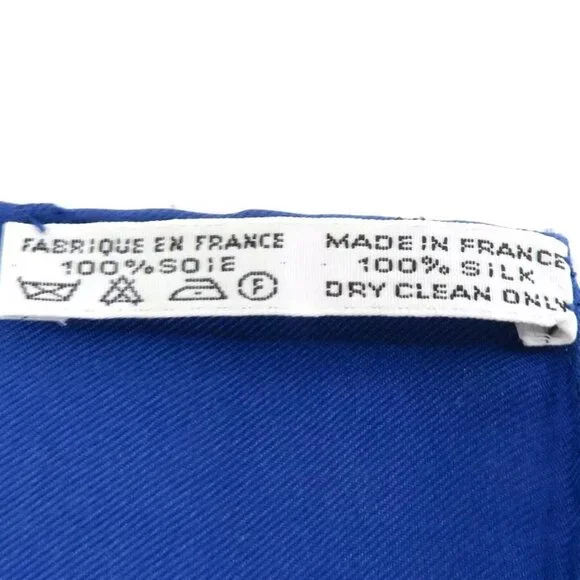 FABRIQUE EN FRANCE
100% SOIE
F
MADE IN FRANCE
100% SILK
DRY CLEAN ONLY